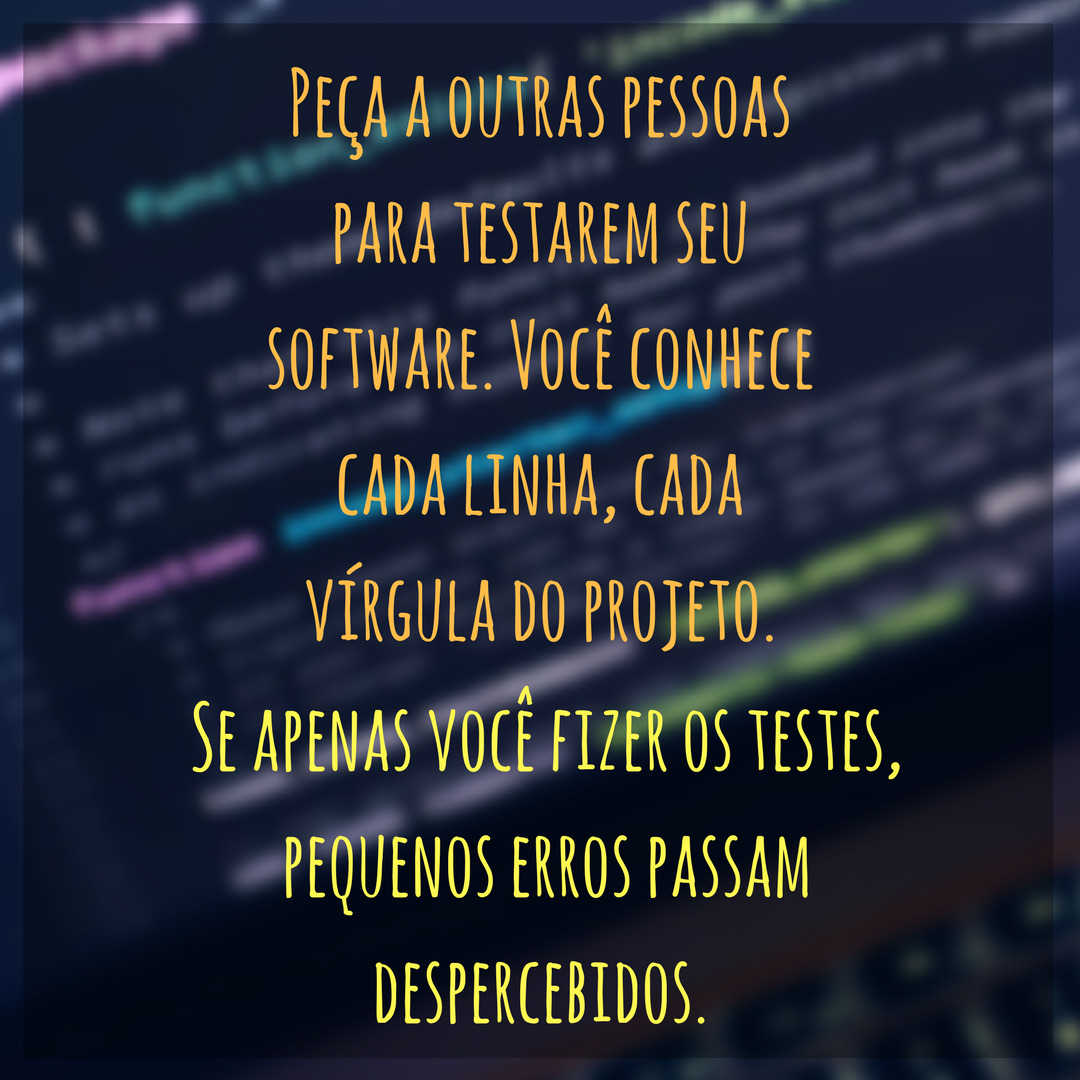 Peça a outras pessoas
para testarem seu
software. Você conhece
cada linha, cada
vírgula do projeto.
Se apenas você fizer os testes,
pequenos erros passam
despercebidos.